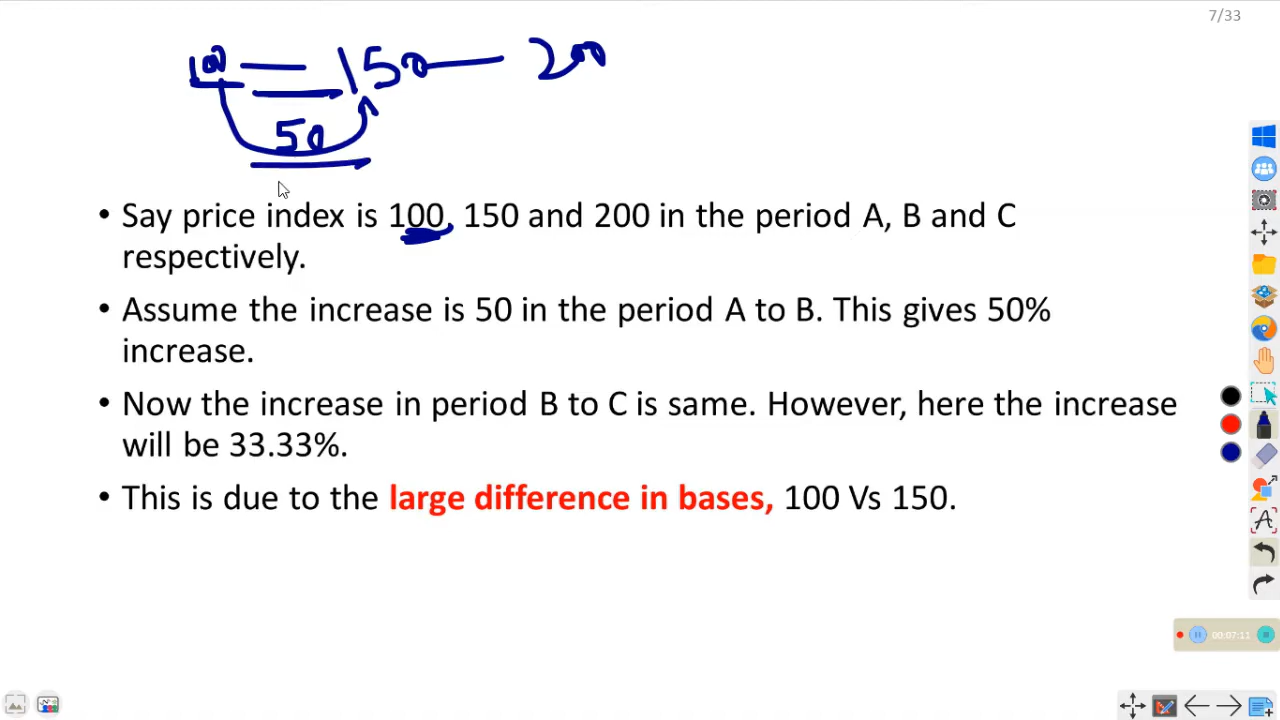 7/33
100 — 150 — 200
50
• Say price index is 100, 150 and 200 in the period A, B and C
respectively.
• Assume the increase is 50 in the period A to B. This gives 50%
increase.
• Now the increase in period B to C is same. However, here the increase
will be 33.33%.
• This is due to the large difference in bases, 100 Vs 150.
00:07:11